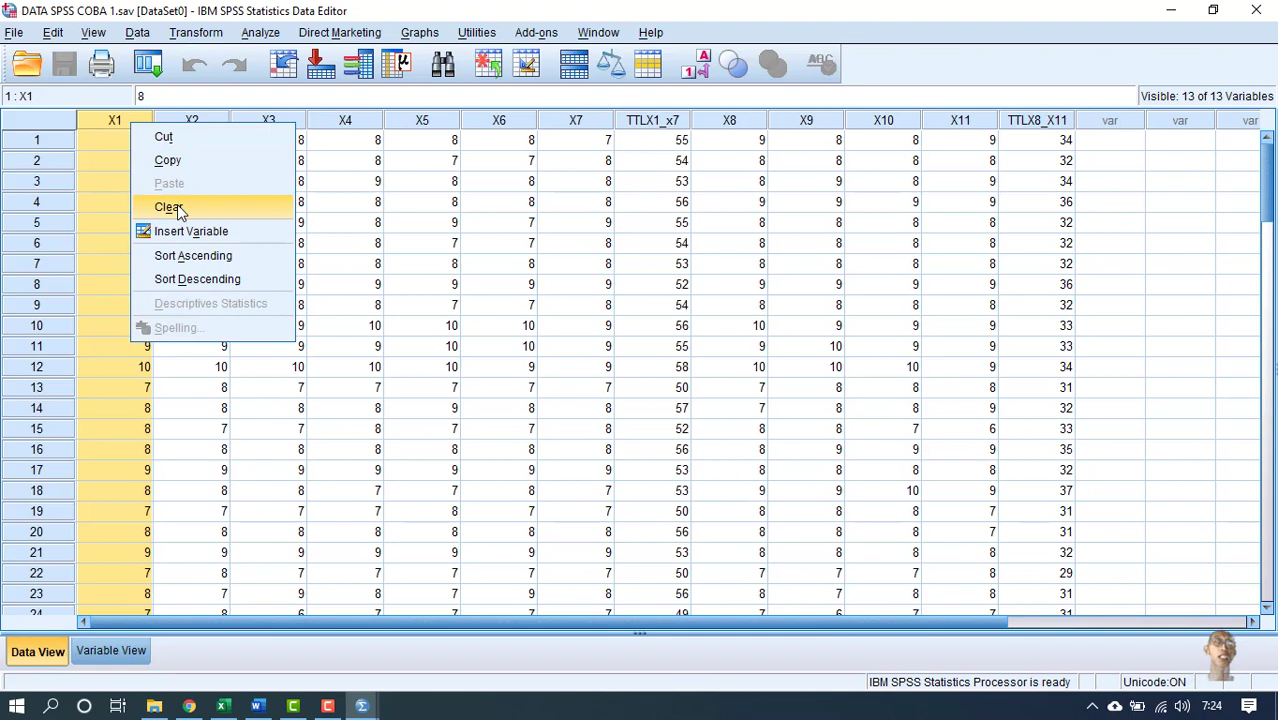 DATA SPSS COBA 1.sav [DataSet0] - IBM SPSS Statistics Data Editor
File Edit View Data Transform Analyze Direct Marketing Graphs Utilities Add-ons Window Help
1 : X1 8 Visible: 13 of 13 Variables
X1 X2 X3 X4 X5 X6 X7 TTLX1_x7 X8 X9 X10 X11 TTLX8_X11 var var var
Cut
Copy
Paste
Clear
Insert Variable
Sort Ascending
Sort Descending
Descriptives Statistics
Spelling...
1 8 8 8 8 7 55 9 8 8 9 34
2 8 8 7 7 8 54 8 8 8 8 32
3 8 9 8 8 8 53 9 8 8 9 34
4 8 8 8 8 8 56 9 9 9 9 36
5 9 8 9 7 9 55 8 8 8 8 32
6 8 8 7 7 8 54 8 8 8 8 32
7 8 8 8 8 8 53 8 8 8 8 32
8 9 9 9 9 9 52 9 9 9 9 36
9 8 8 7 7 8 54 8 8 8 8 32
10 9 10 10 10 9 56 10 9 9 9 33
11 9 9 9 9 10 10 9 55 9 10 9 9 33
12 10 10 10 10 10 9 9 58 10 10 10 9 34
13 7 8 7 7 7 7 7 50 7 8 8 8 31
14 8 8 8 8 9 8 8 57 7 8 8 9 32
15 8 8 7 8 7 7 7 52 8 8 7 6 33
16 8 8 8 8 8 8 8 56 8 9 9 9 35
17 9 9 9 9 9 9 9 53 8 8 8 8 32
18 8 8 8 7 7 8 7 53 9 9 10 9 37
19 7 7 7 7 8 7 7 50 8 8 8 7 31
20 8 8 8 8 8 8 8 56 8 8 8 7 31
21 9 9 9 9 9 9 9 53 8 8 8 8 32
22 7 8 7 7 7 7 7 50 7 7 7 8 29
23 8 7 9 8 7 9 8 56 8 7 8 8 31
24 7 8 6 7 7 7 7 49 7 6 7 7 31
Data View Variable View
IBM SPSS Statistics Processor is ready Unicode:ON
7:24